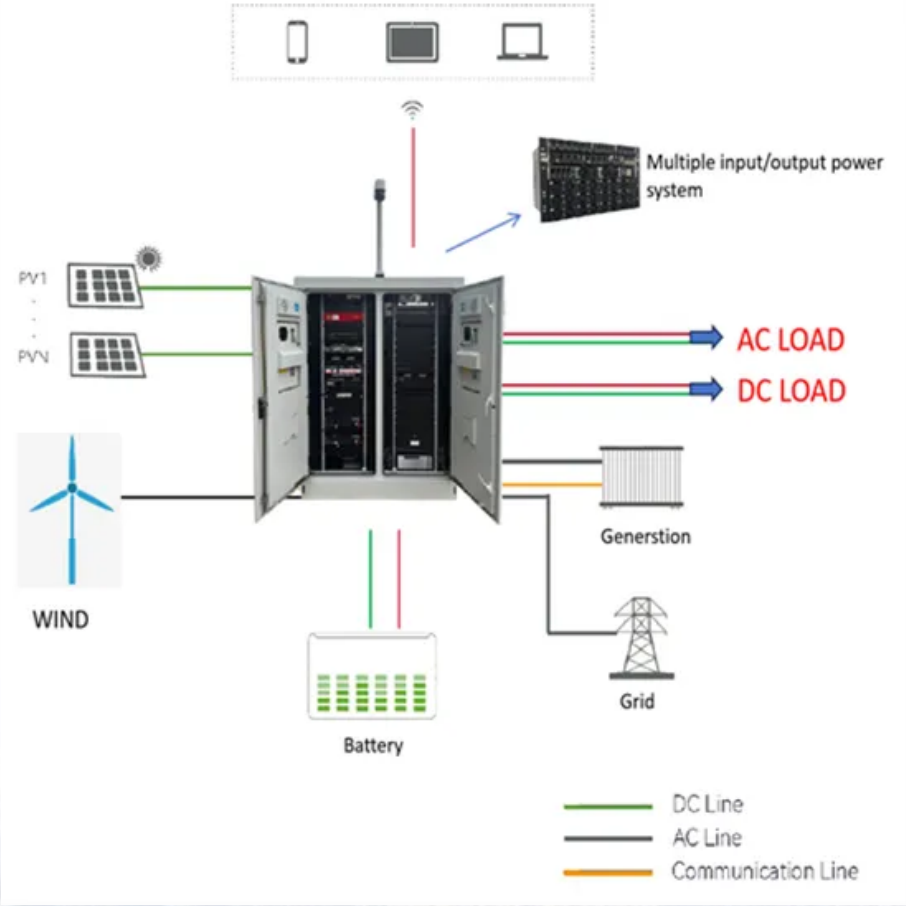 Multiple input/output power
system
PV1
PVN
AC LOAD
DC LOAD
Generstion
WIND
Grid
Battery
DC Line
AC Line
Communication Line